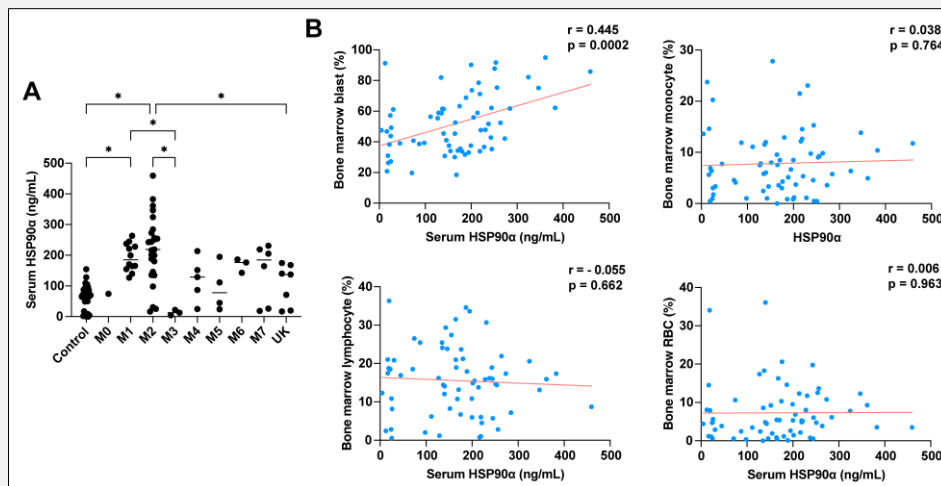 A
* *
*
* *
Serum HSP90α (ng/mL)
500
400
300
200
100
0
Control M0 M1 M2 M3 M4 M5 M6 M7 UK
B
r = 0.445
p = 0.0002
Bone marrow blast (%)
100
80
60
40
20
0
0 100 200 300 400 500
Serum HSP90α (ng/mL)
r = 0.038
p = 0.764
Bone marrow monocyte (%)
30
20
10
0
0 100 200 300 400 500
HSP90α
r = - 0.055
p = 0.662
Bone marrow lymphocyte (%)
40
30
20
10
0
0 100 200 300 400 500
Serum HSP90α (ng/mL)
r = 0.006
p = 0.963
Bone marrow RBC (%)
40
30
20
10
0
0 100 200 300 400 500
Serum HSP90α (ng/mL)